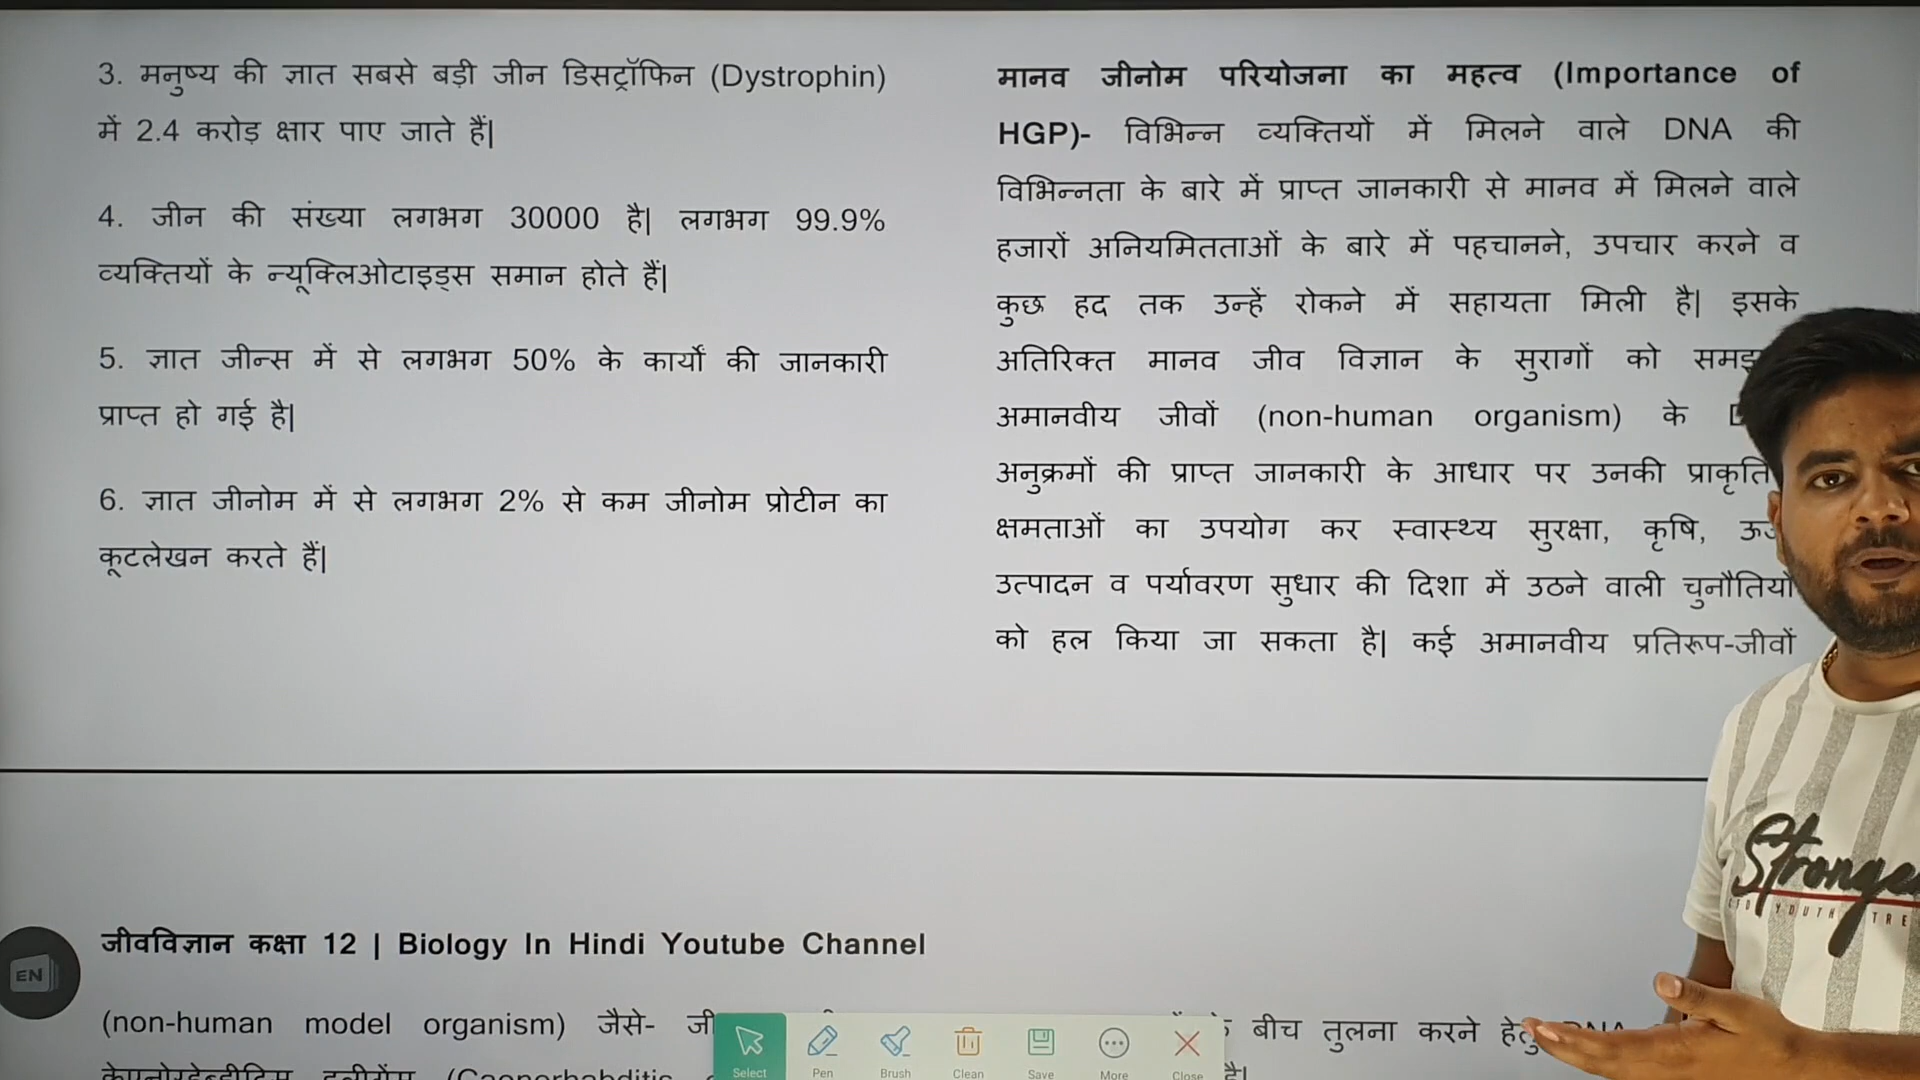 3. मनुष्य की ज्ञात सबसे बड़ी जीन डिसट्रॉफिन (Dystrophin)
में 2.4 करोड़ क्षार पाए जाते हैं|
4. जीन की संख्या लगभग 30000 है| लगभग 99.9%
व्यक्तियों के न्यूक्लिओटाइड्स समान होते हैं|
5. ज्ञात जीन्स में से लगभग 50% के कार्यों की जानकारी
प्राप्त हो गई है|
6. ज्ञात जीनोम में से लगभग 2% से कम जीनोम प्रोटीन का
कूटलेखन करते हैं|
मानव जीनोम परियोजना का महत्व (Importance of
HGP)- विभिन्न व्यक्तियों में मिलने वाले DNA की
विभिन्नता के बारे में प्राप्त जानकारी से मानव में मिलने वाले
हजारों अनियमितताओं के बारे में पहचानने, उपचार करने व
कुछ हद तक उन्हें रोकने में सहायता मिली है| इसके
अतिरिक्त मानव जीव विज्ञान के सुरागों को
अमानवीय जीवों (non-human organism) के
अनुक्रमों की प्राप्त जानकारी के आधार पर उनकी
क्षमताओं का उपयोग कर स्वास्थ्य सुरक्षा, कृषि,
उत्पादन व पर्यावरण सुधार की दिशा में उठने वाली चुनौतियों
को हल किया जा सकता है| कई अमानवीय प्रतिरूप-जीवों
जीवविज्ञान कक्षा 12 | Biology In Hindi Youtube Channel
(non-human model organism) जैसे-
बीच तुलना करने हेतु
EN
Select Pen Brush Clean Save More Close
YOUTH